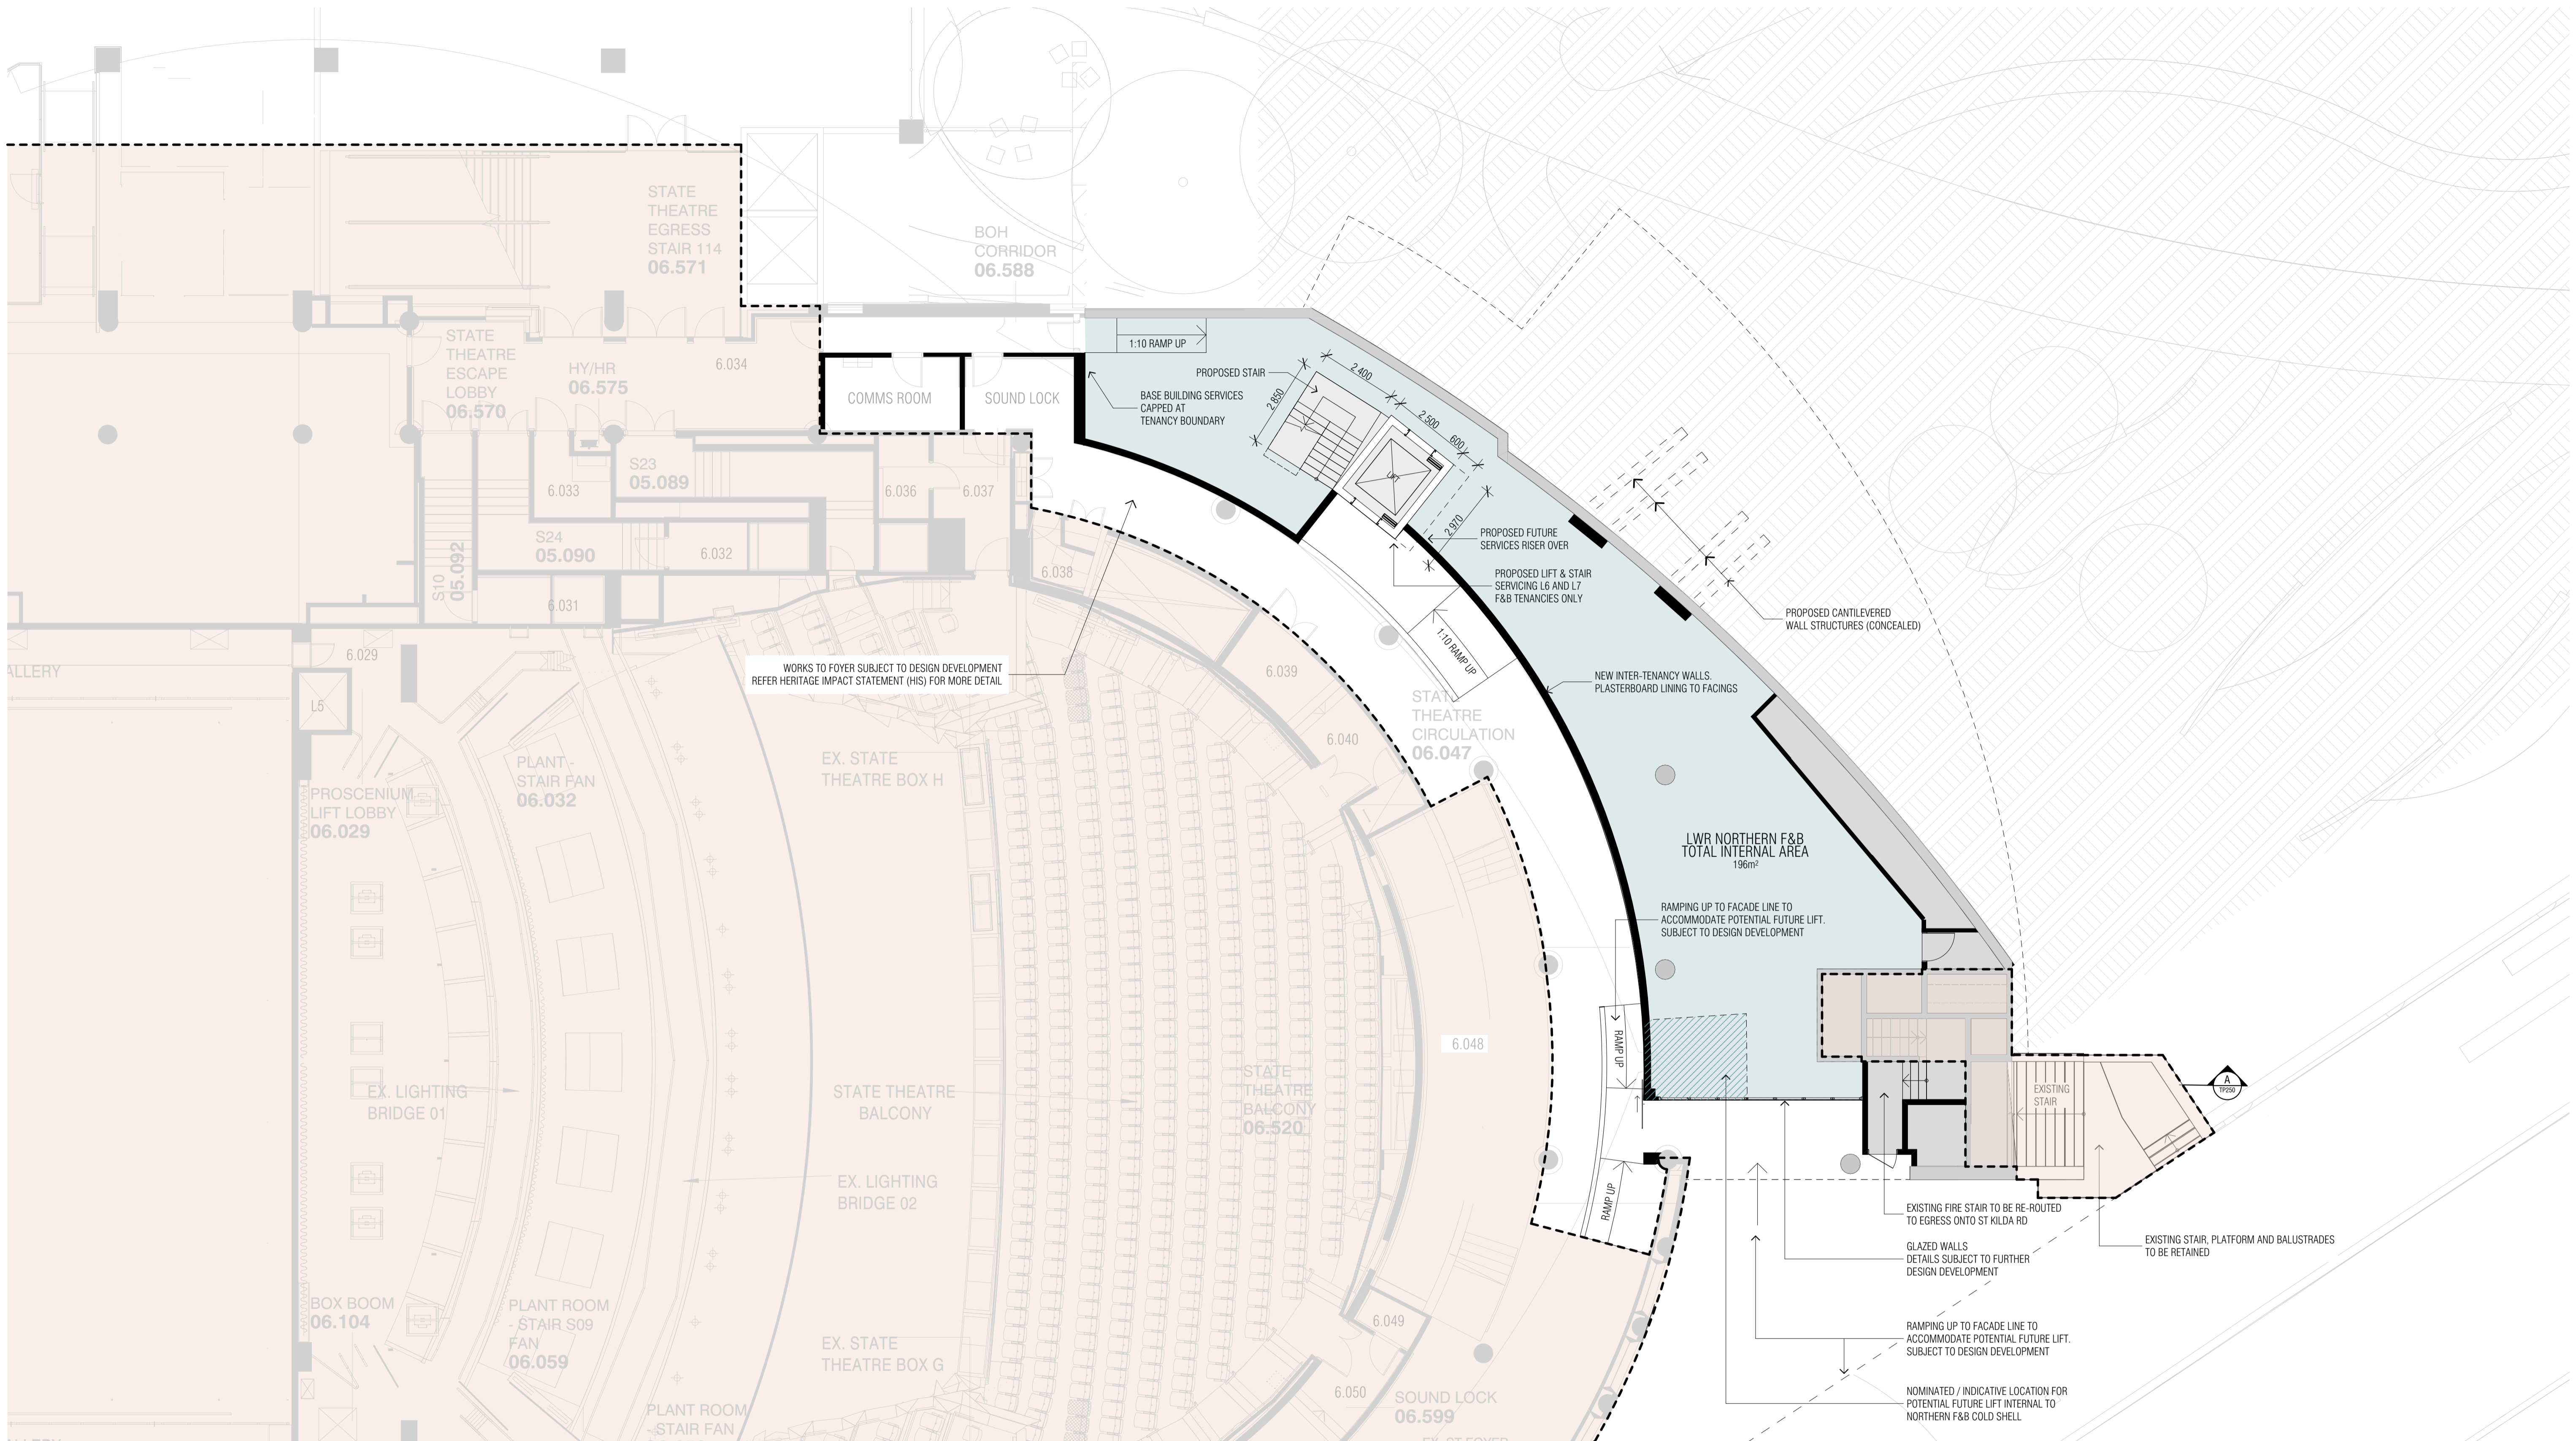 STATE
THEATRE
EGRESS
STAIR 114
06.571
BOH
CORRIDOR
06.588
STATE
THEATRE
ESCAPE
LOBBY
06.570
HY/HR
06.575
6.034
1:10 RAMP UP
PROPOSED STAIR
2 400
2 850
2 500
600
LIFT
2 970
COMMS ROOM
SOUND LOCK
BASE BUILDING SERVICES
CAPPED AT
TENANCY BOUNDARY
S23
05.089
6.033
6.036
6.037
S24
05.090
6.032
S10
05.092
6.031
6.038
PROPOSED FUTURE
SERVICES RISER OVER
PROPOSED LIFT & STAIR
SERVICING L6 AND L7
F&B TENANCIES ONLY
PROPOSED CANTILEVERED
WALL STRUCTURES (CONCEALED)
1:10 RAMP UP
6.029
ALLERY
L5
WORKS TO FOYER SUBJECT TO DESIGN DEVELOPMENT
REFER HERITAGE IMPACT STATEMENT (HIS) FOR MORE DETAIL
6.039
NEW INTER-TENANCY WALLS.
PLASTERBOARD LINING TO FACINGS
STATE
THEATRE
CIRCULATION
06.047
6.040
EX. STATE
THEATRE BOX H
PLANT -
STAIR FAN
06.032
PROSCENIUM
LIFT LOBBY
06.029
LWR NORTHERN F&B
TOTAL INTERNAL AREA
196m²
RAMPING UP TO FACADE LINE TO
ACCOMMODATE POTENTIAL FUTURE LIFT.
SUBJECT TO DESIGN DEVELOPMENT
RAMP UP
6.048
EX. LIGHTING
BRIDGE 01
STATE THEATRE
BALCONY
STATE
THEATRE
BALCONY
06.520
EXISTING
STAIR
A
TP250
EX. LIGHTING
BRIDGE 02
RAMP UP
EXISTING FIRE STAIR TO BE RE-ROUTED
TO EGRESS ONTO ST KILDA RD
GLAZED WALLS
DETAILS SUBJECT TO FURTHER
DESIGN DEVELOPMENT
EXISTING STAIR, PLATFORM AND BALUSTRADES
TO BE RETAINED
BOX BOOM
06.104
PLANT ROOM
- STAIR S09
FAN
06.059
EX. STATE
THEATRE BOX G
6.049
RAMPING UP TO FACADE LINE TO
ACCOMMODATE POTENTIAL FUTURE LIFT.
SUBJECT TO DESIGN DEVELOPMENT
6.050
SOUND LOCK
06.599
PLANT ROOM
STAIR FAN
NOMINATED / INDICATIVE LOCATION FOR
POTENTIAL FUTURE LIFT INTERNAL TO
NORTHERN F&B COLD SHELL